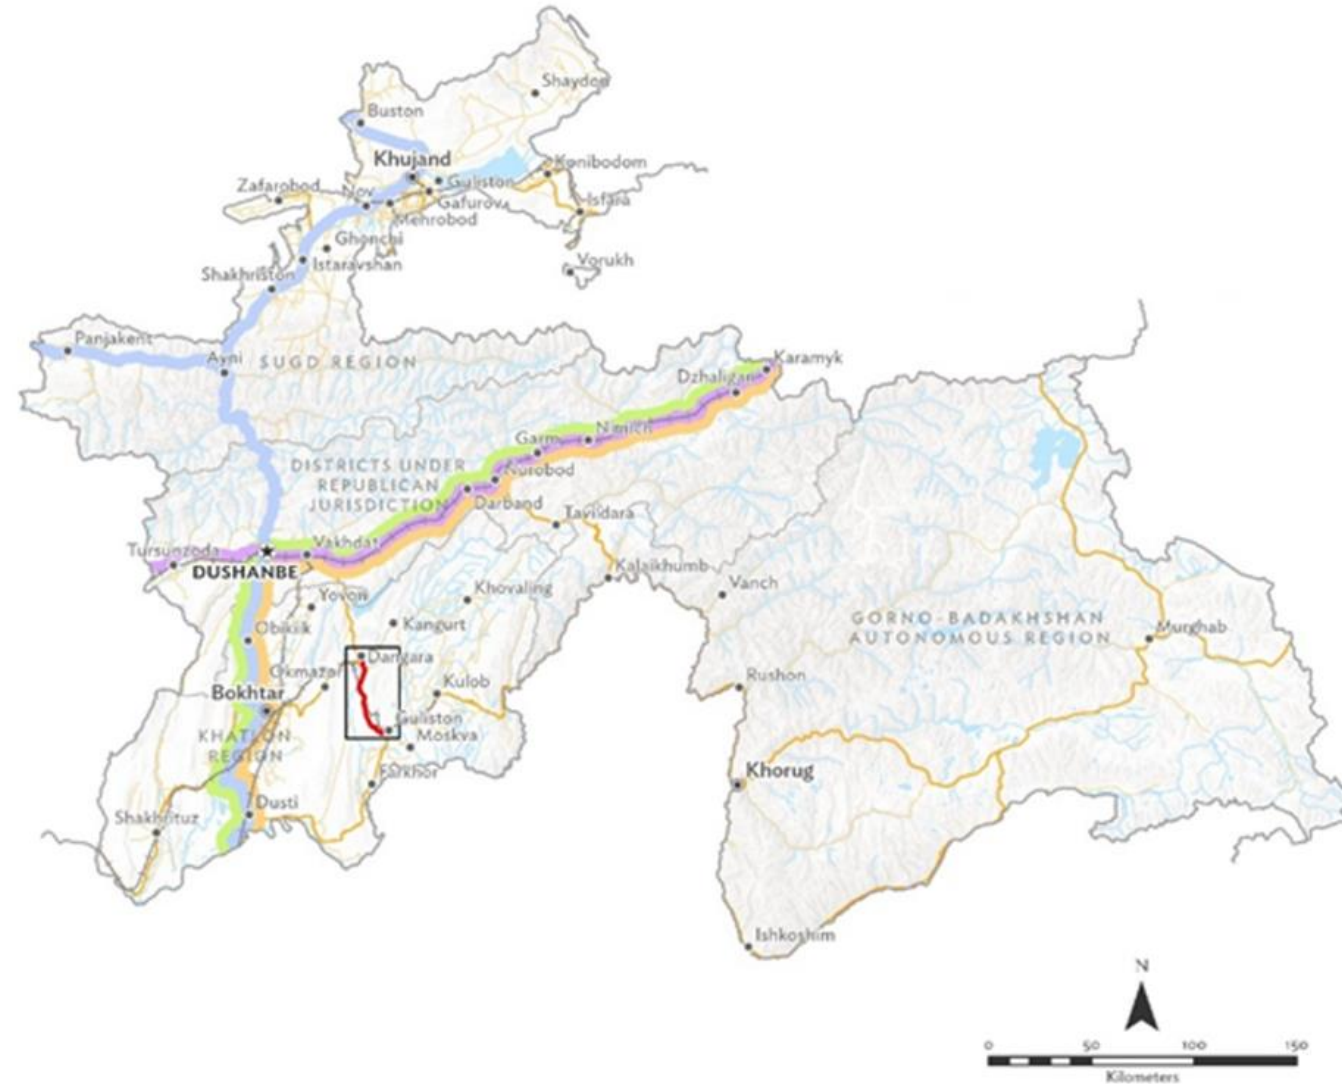 Shaydon
Buston
Khujand
Konibodom
Zafarobod
Nov
Guliston
Gafurov
Isfara
Mehrobod
Ghonchi
Istaravshan
Vorukh
Shakhriston
Panjakent
Ayni
SUGD REGION
Karamyk
Dzhaligan
Garm
Nimich
DISTRICTS UNDER
REPUBLICAN
JURISDICTION
Nurobod
Darband
Tavildara
Tursunzoda
Vakhdat
DUSHANBE
Kalaikhumb
Yovon
Khovaling
Vanch
Obikiik
Kangurt
GORNO-BADAKHSHAN
AUTONOMOUS REGION
Murghab
Dangara
Rushon
Bokhtar
Kulob
Guliston
Moskva
KHATLON
REGION
Farkhor
Khorug
Dusti
Shakhrituz
Ishkoshim
N
0 50 100 150
Kilometers